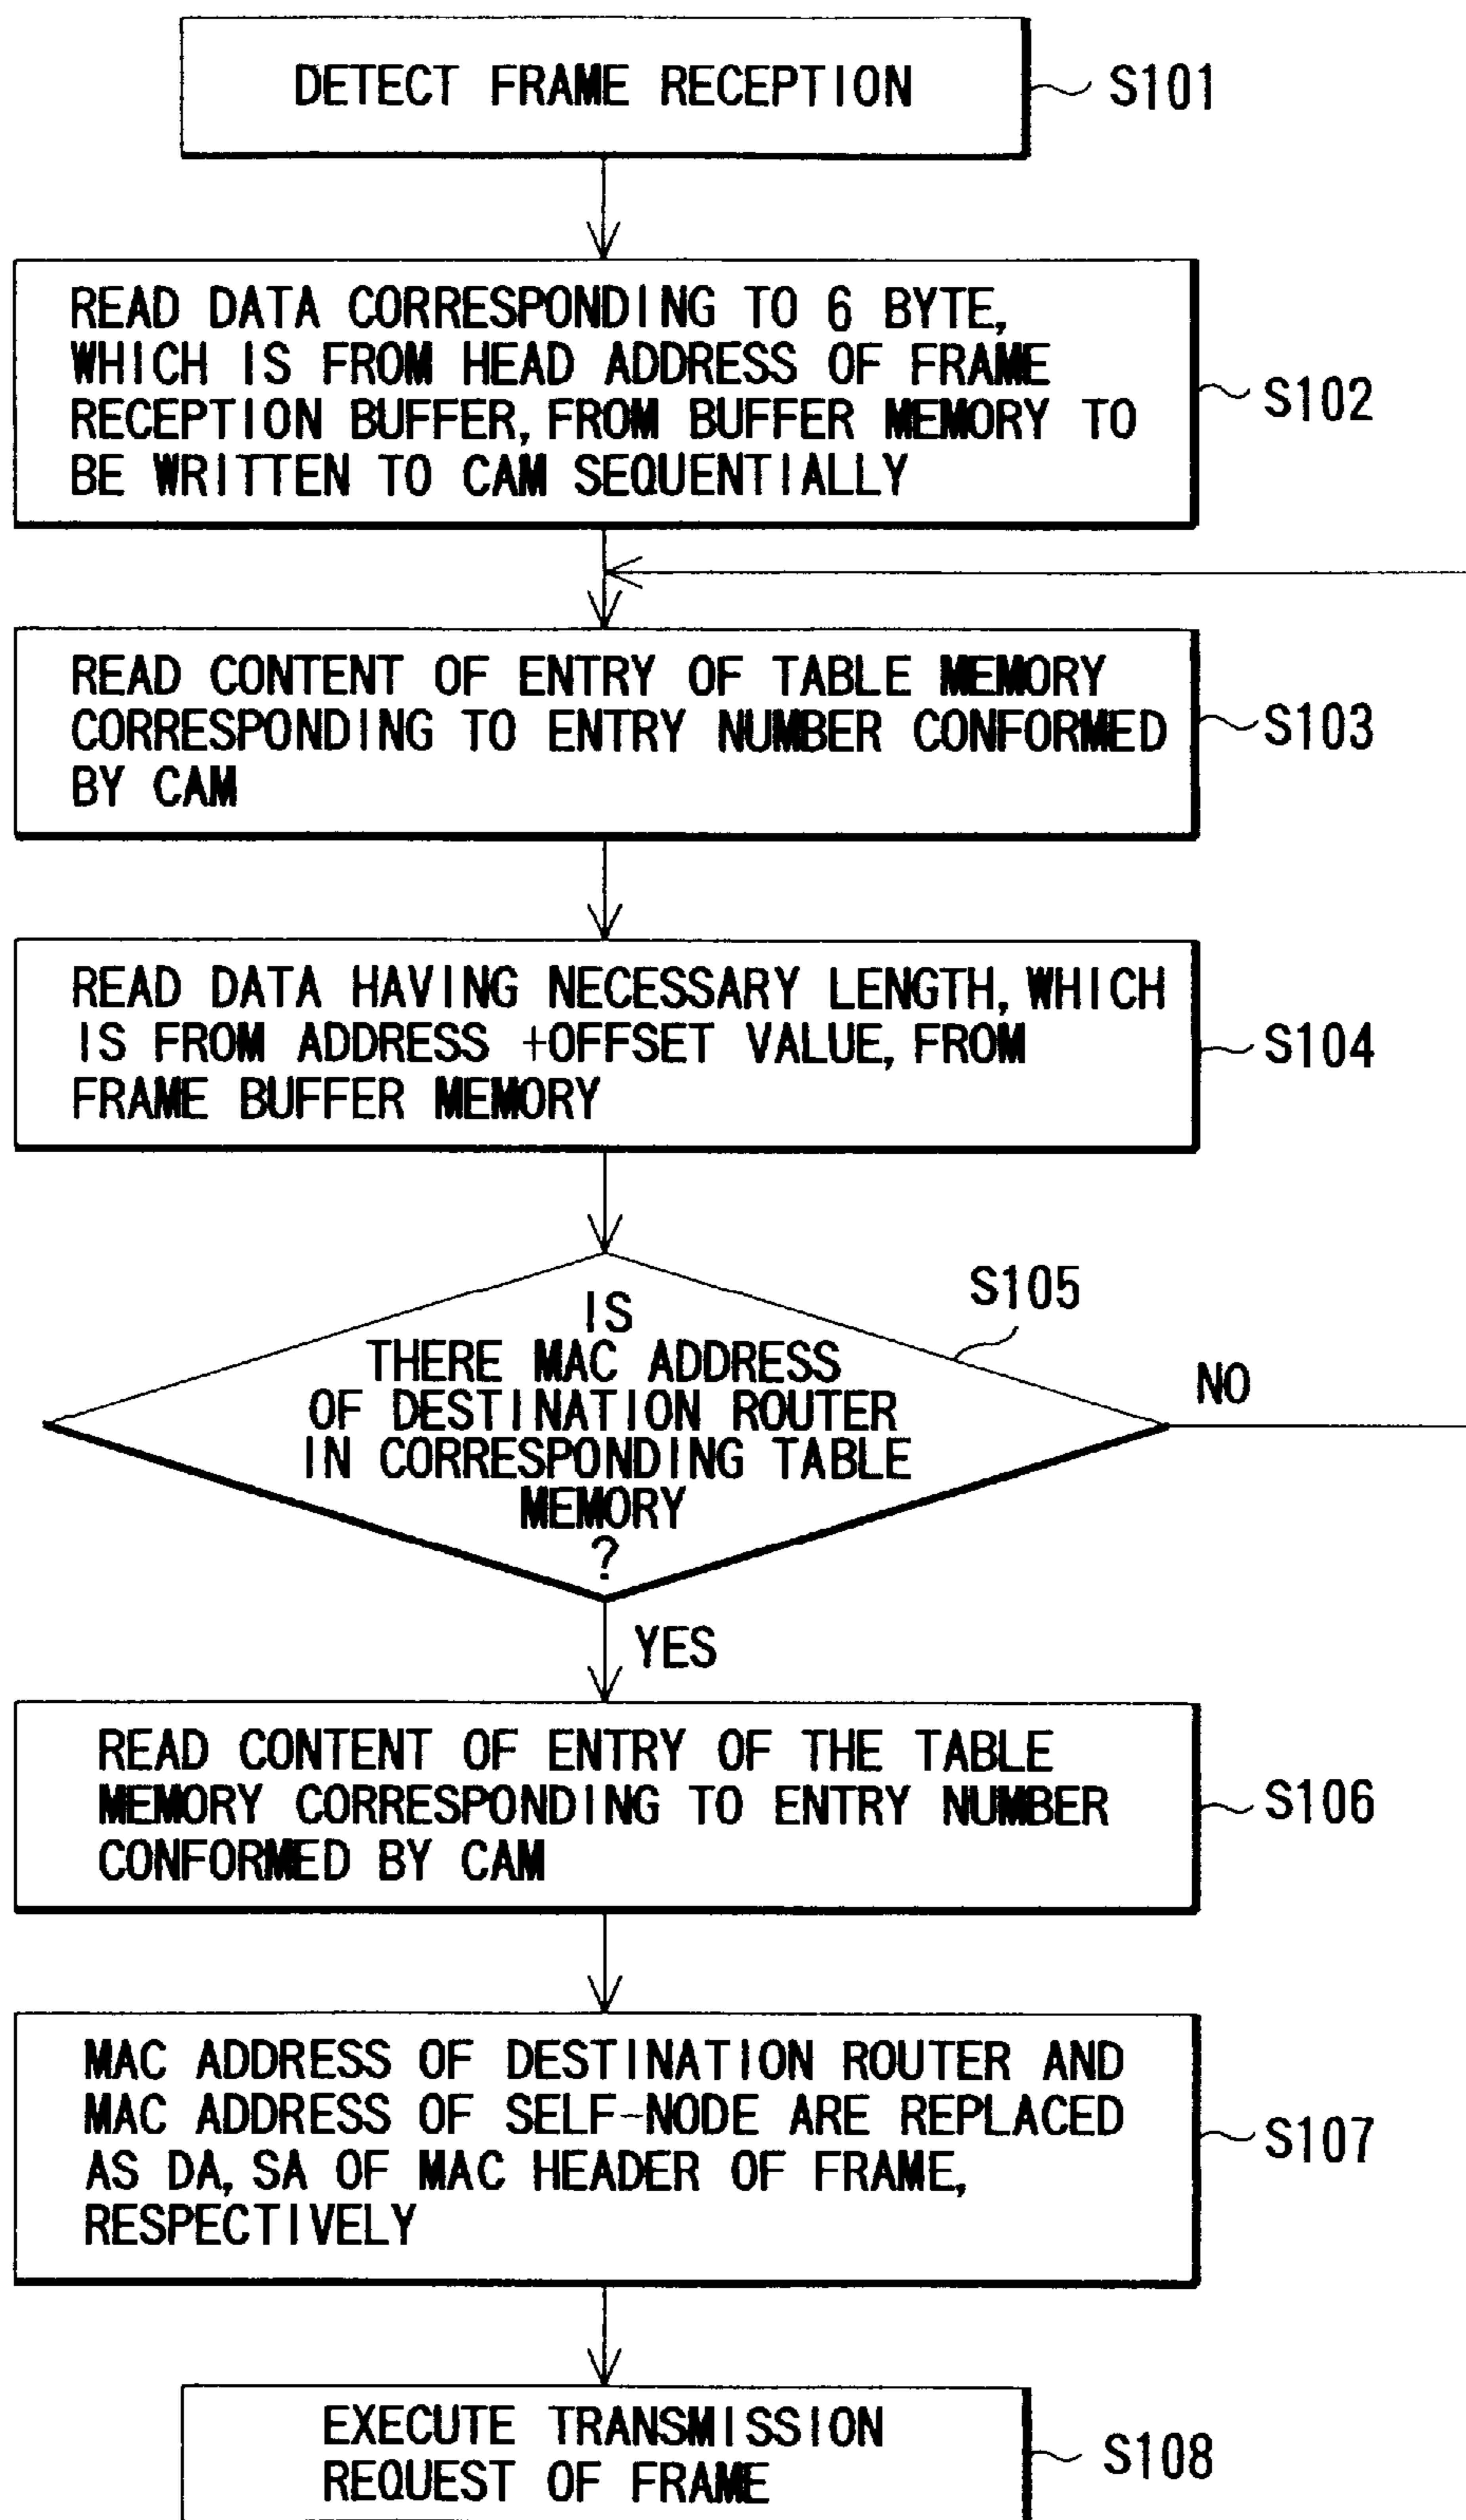 DETECT FRAME RECEPTION
S101
READ DATA CORRESPONDING TO 6 BYTE,
WHICH IS FROM HEAD ADDRESS OF FRAME
RECEPTION BUFFER, FROM BUFFER MEMORY TO
BE WRITTEN TO CAM SEQUENTIALLY
S102
READ CONTENT OF ENTRY OF TABLE MEMORY
CORRESPONDING TO ENTRY NUMBER CONFORMED
BY CAM
S103
READ DATA HAVING NECESSARY LENGTH, WHICH
IS FROM ADDRESS +OFFSET VALUE, FROM
FRAME BUFFER MEMORY
S104
IS
THERE MAC ADDRESS
OF DESTINATION ROUTER
IN CORRESPONDING TABLE
MEMORY
?
S105
NO
YES
READ CONTENT OF ENTRY OF THE TABLE
MEMORY CORRESPONDING TO ENTRY NUMBER
CONFORMED BY CAM
S106
MAC ADDRESS OF DESTINATION ROUTER AND
MAC ADDRESS OF SELF-NODE ARE REPLACED
AS DA, SA OF MAC HEADER OF FRAME,
RESPECTIVELY
S107
EXECUTE TRANSMISSION
REQUEST OF FRAME
S108